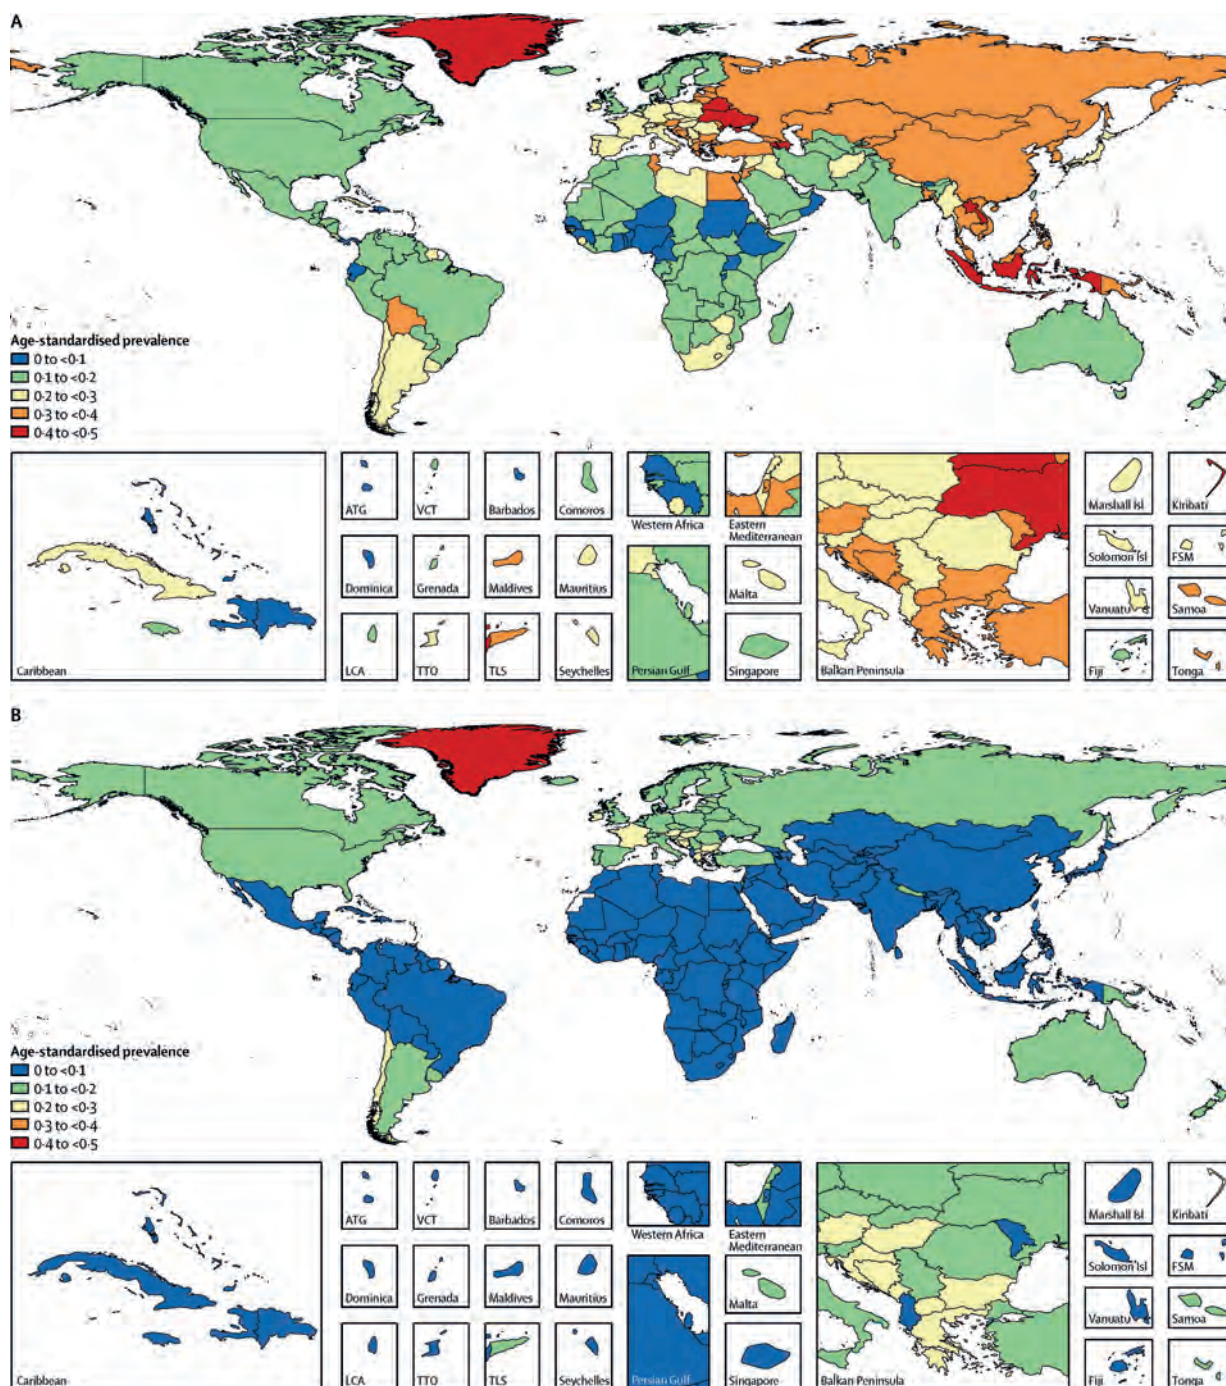 A
Age-standardised prevalence
0 to <0·1
0·1 to <0·2
0·2 to <0·3
0·3 to <0·4
0·4 to <0·5
Caribbean
ATG
VCT
Barbados
Comoros
Dominica
Grenada
Maldives
Mauritius
LCA
TTO
TLS
Seychelles
Western Africa
Eastern
Mediterranean
Persian Gulf
Malta
Singapore
Balkan Peninsula
Marshall Isl
Kiribati
Solomon Isl
FSM
Vanuatu
Samoa
Fiji
Tonga
B
Age-standardised prevalence
0 to <0·1
0·1 to <0·2
0·2 to <0·3
0·3 to <0·4
0·4 to <0·5
Caribbean
ATG
VCT
Barbados
Comoros
Dominica
Grenada
Maldives
Mauritius
LCA
TTO
TLS
Seychelles
Western Africa
Eastern
Mediterranean
Persian Gulf
Malta
Singapore
Balkan Peninsula
Marshall Isl
Kiribati
Solomon Isl
FSM
Vanuatu
Samoa
Fiji
Tonga